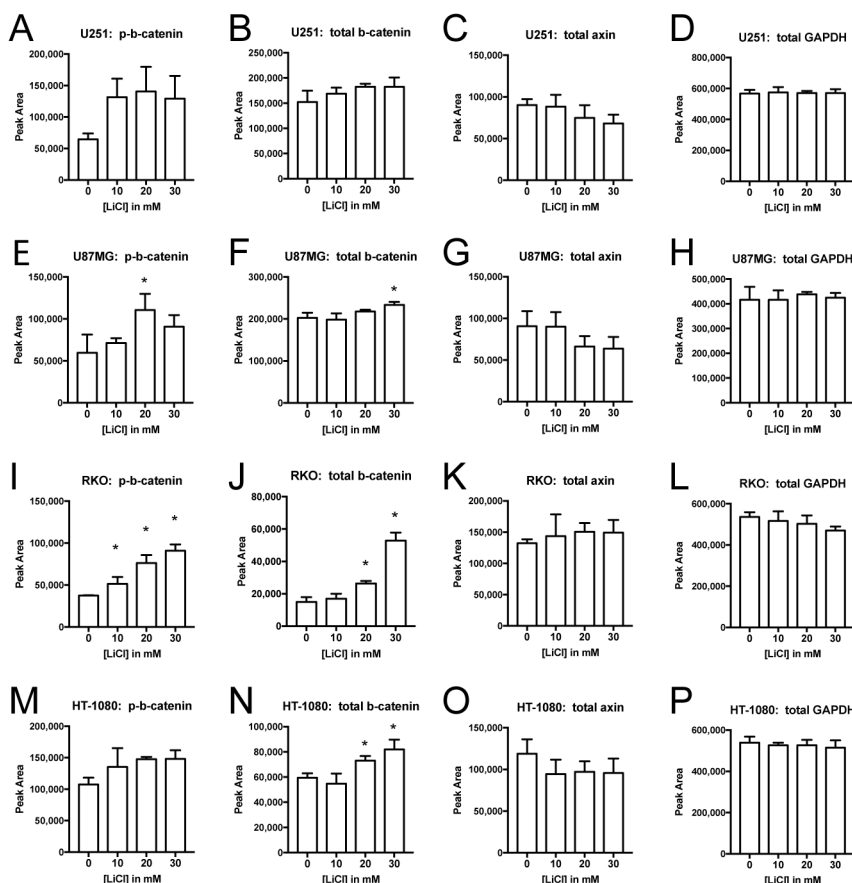 A
U251: p-b-catenin
Peak Area
200,000
150,000
100,000
50,000
0
0 10 20 30
[LiCl] in mM
B
U251: total b-catenin
Peak Area
250,000
200,000
150,000
100,000
50,000
0
0 10 20 30
[LiCl] in mM
C
U251: total axin
Peak Area
150,000
100,000
50,000
0
0 10 20 30
[LiCl] in mM
D
U251: total GAPDH
Peak Area
800,000
600,000
400,000
200,000
0
0 10 20 30
[LiCl] in mM
E
U87MG: p-b-catenin
Peak Area
150,000
100,000
50,000
0
*
0 10 20 30
[LiCl] in mM
F
U87MG: total b-catenin
Peak Area
300,000
200,000
100,000
0
*
0 10 20 30
[LiCl] in mM
G
U87MG: total axin
Peak Area
150,000
100,000
50,000
0
0 10 20 30
[LiCl] in mM
H
U87MG: total GAPDH
Peak Area
500,000
400,000
300,000
200,000
100,000
0
0 10 20 30
[LiCl] in mM
I
RKO: p-b-catenin
Peak Area
150,000
100,000
50,000
0
* * *
0 10 20 30
[LiCl] in mM
J
RKO: total b-catenin
Peak Area
80,000
60,000
40,000
20,000
0
* *
0 10 20 30
[LiCl] in mM
K
RKO: total axin
Peak Area
200,000
150,000
100,000
50,000
0
0 10 20 30
[LiCl] in mM
L
RKO: total GAPDH
Peak Area
600,000
400,000
200,000
0
0 10 20 30
[LiCl] in mM
M
HT-1080: p-b-catenin
Peak Area
200,000
150,000
100,000
50,000
0
0 10 20 30
[LiCl] in mM
N
HT-1080: total b-catenin
Peak Area
100,000
80,000
60,000
40,000
20,000
0
* *
0 10 20 30
[LiCl] in mM
O
HT-1080: total axin
Peak Area
150,000
100,000
50,000
0
0 10 20 30
[LiCl] in mM
P
HT-1080: total GAPDH
Peak Area
600,000
400,000
200,000
0
0 10 20 30
[LiCl] in mM